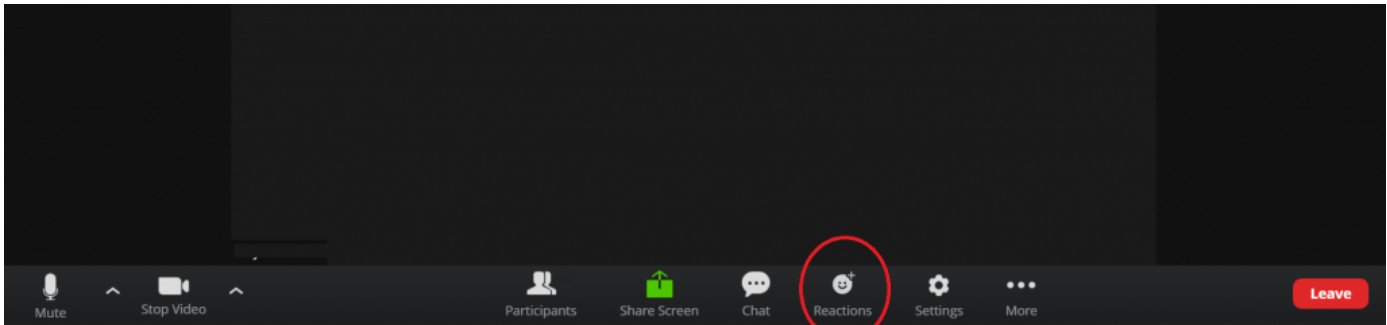 Mute
Stop Video
Participants
Share Screen
Chat
Reactions
Settings
More
Leave